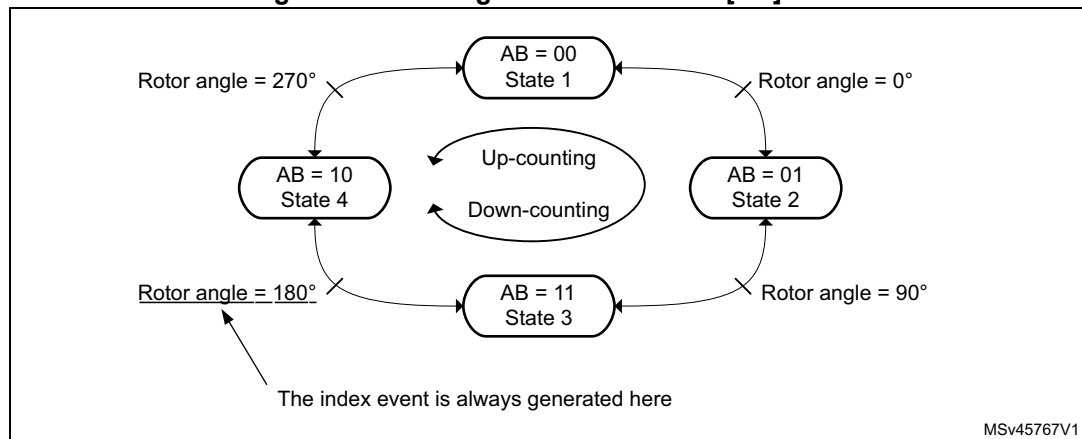 AB = 00
State 1
Rotor angle = 270°
Rotor angle = 0°
Up-counting
Down-counting
AB = 10
State 4
AB = 01
State 2
Rotor angle = 180°
AB = 11
State 3
Rotor angle = 90°
The index event is always generated here
MSv45767V1